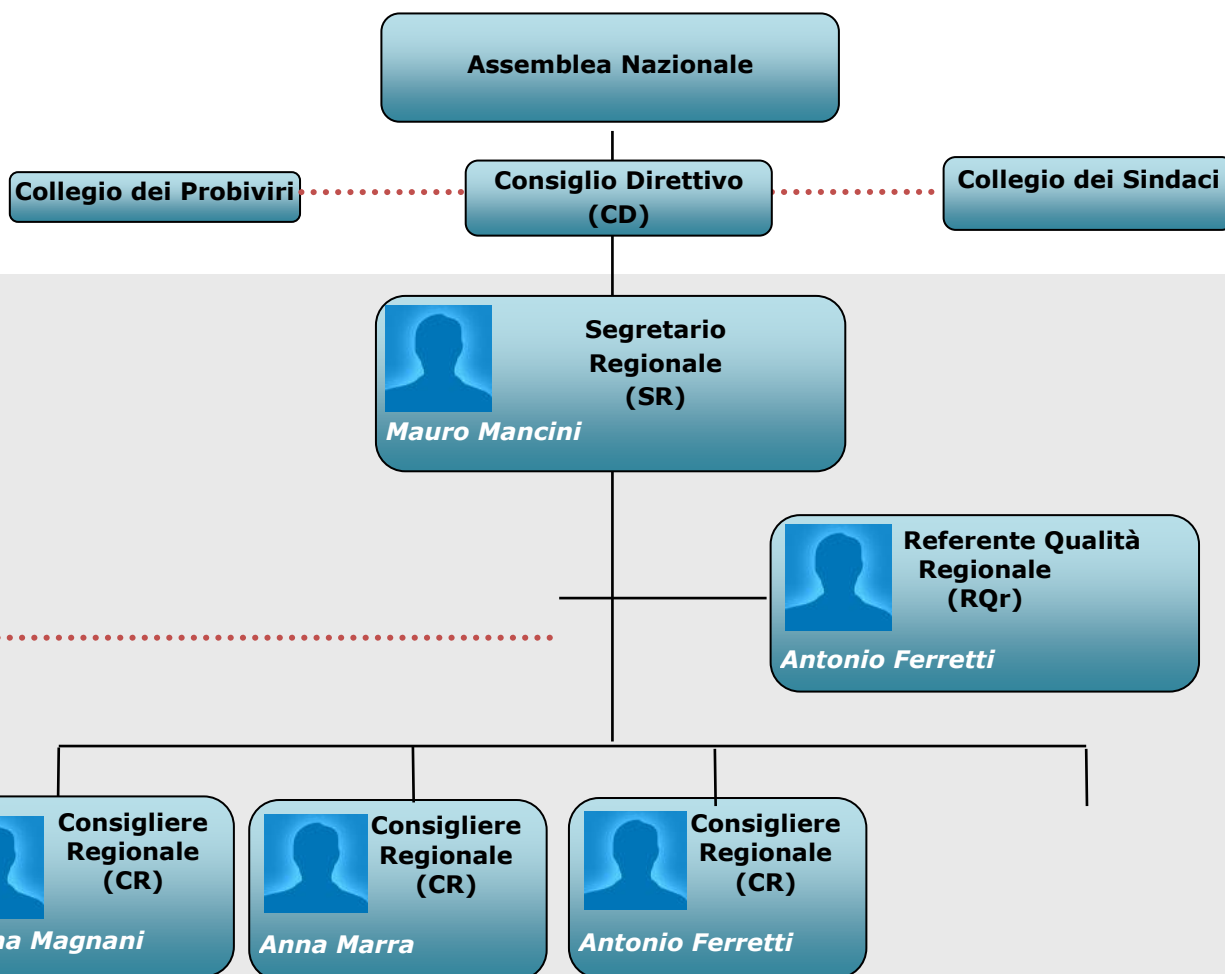 Assemblea Nazionale
Collegio dei Probiviri
Consiglio Direttivo
(CD)
Collegio dei Sindaci
Segretario
Regionale
(SR)
Mauro Mancini
Referente Qualità
Regionale
(RQr)
Antonio Ferretti
Consigliere
Regionale
(CR)
Magnani
Consigliere
Regionale
(CR)
Anna Marra
Consigliere
Regionale
(CR)
Antonio Ferretti